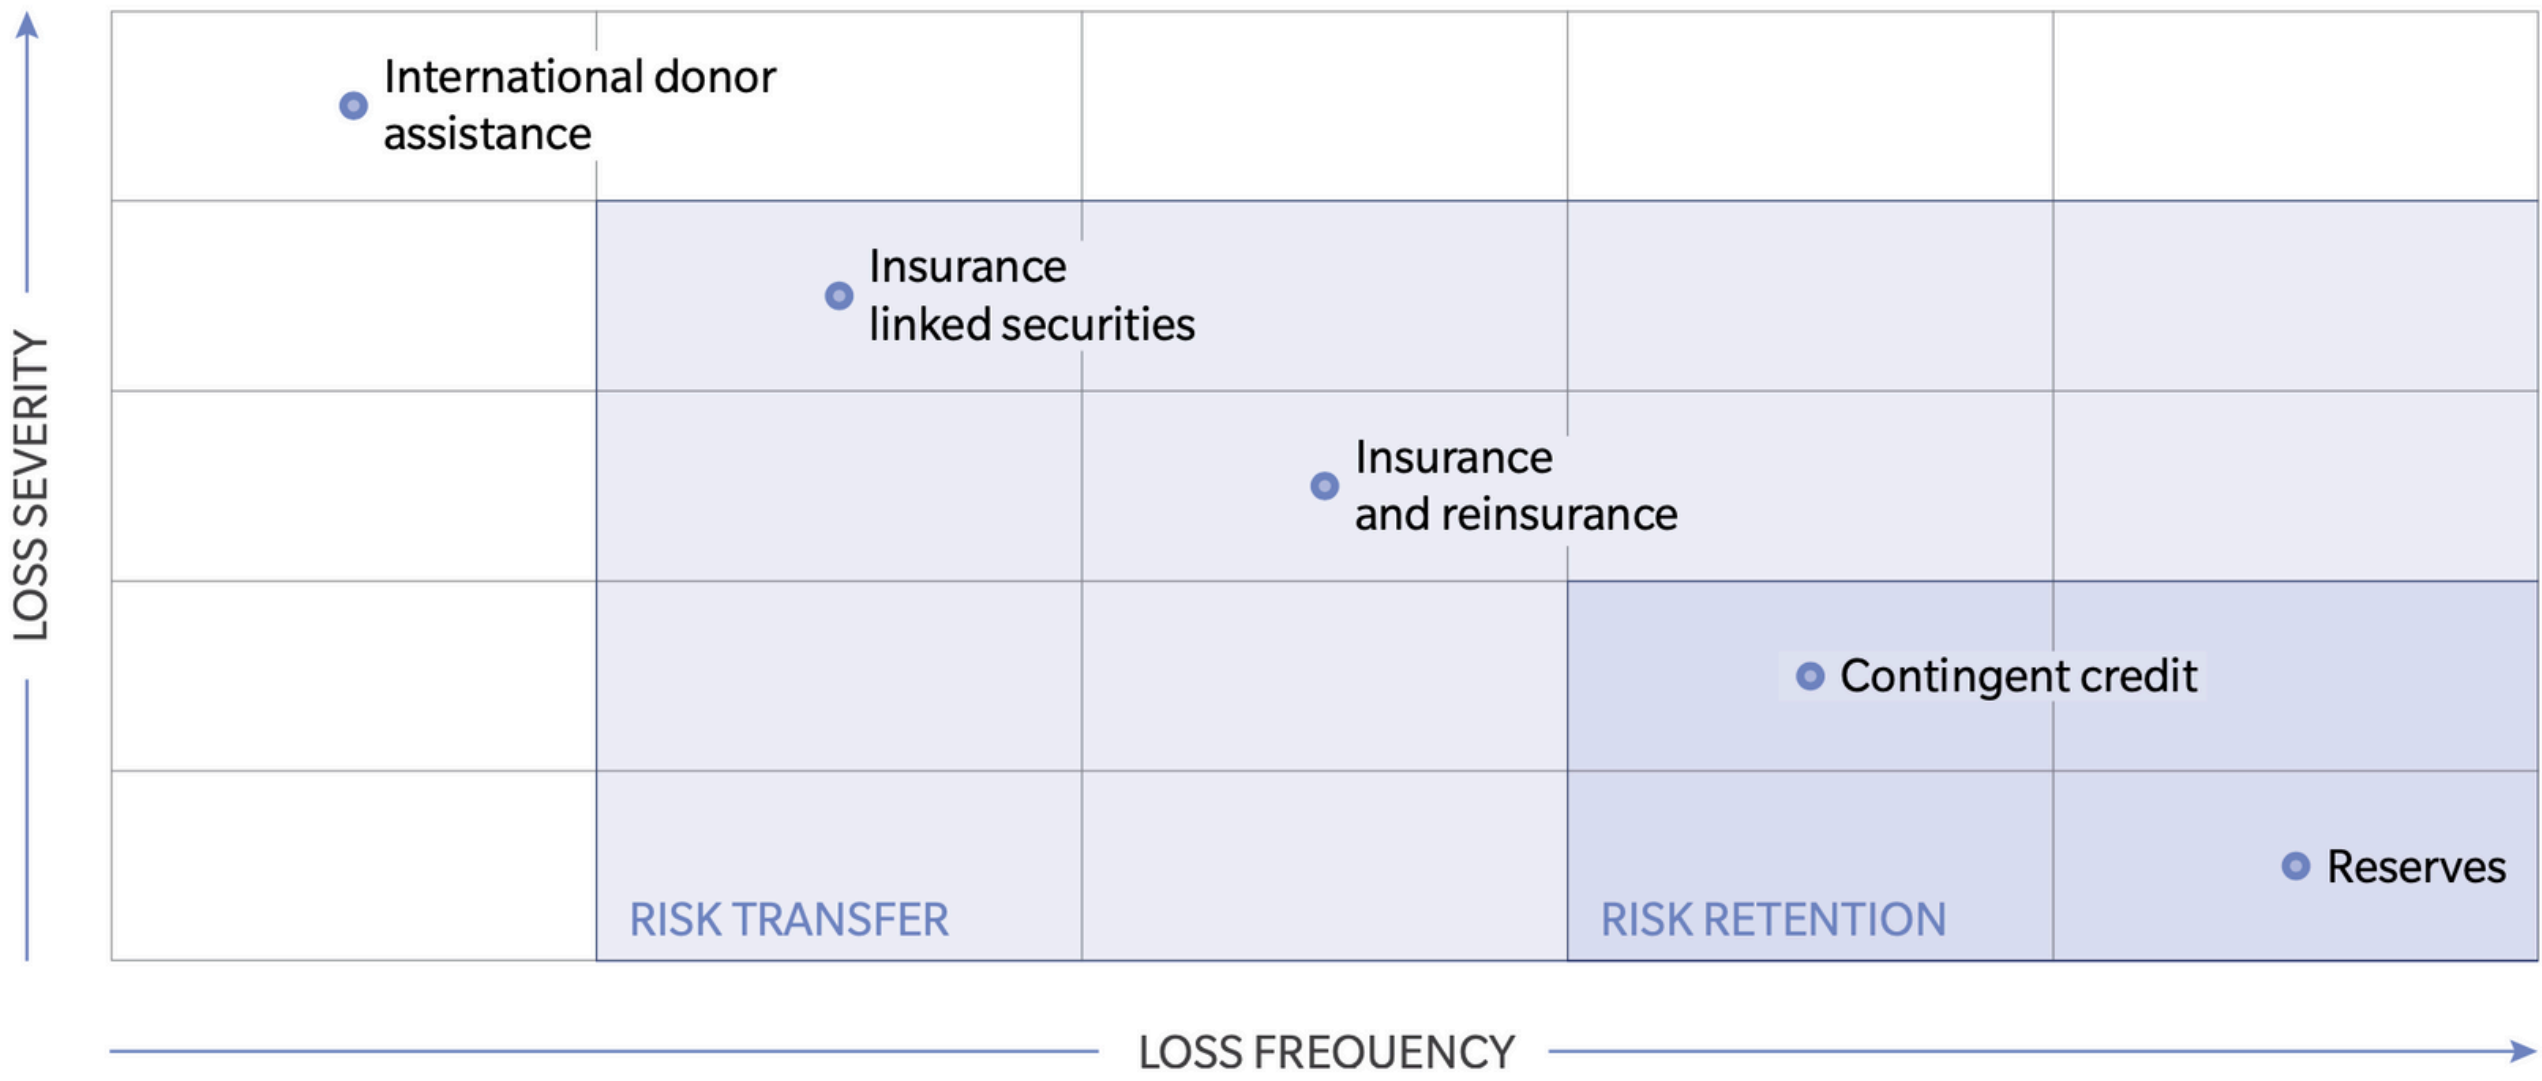 International donor
assistance
Insurance
linked securities
Insurance
and reinsurance
Contingent credit
Reserves
RISK TRANSFER
RISK RETENTION
LOSS SEVERITY
LOSS FREQUENCY